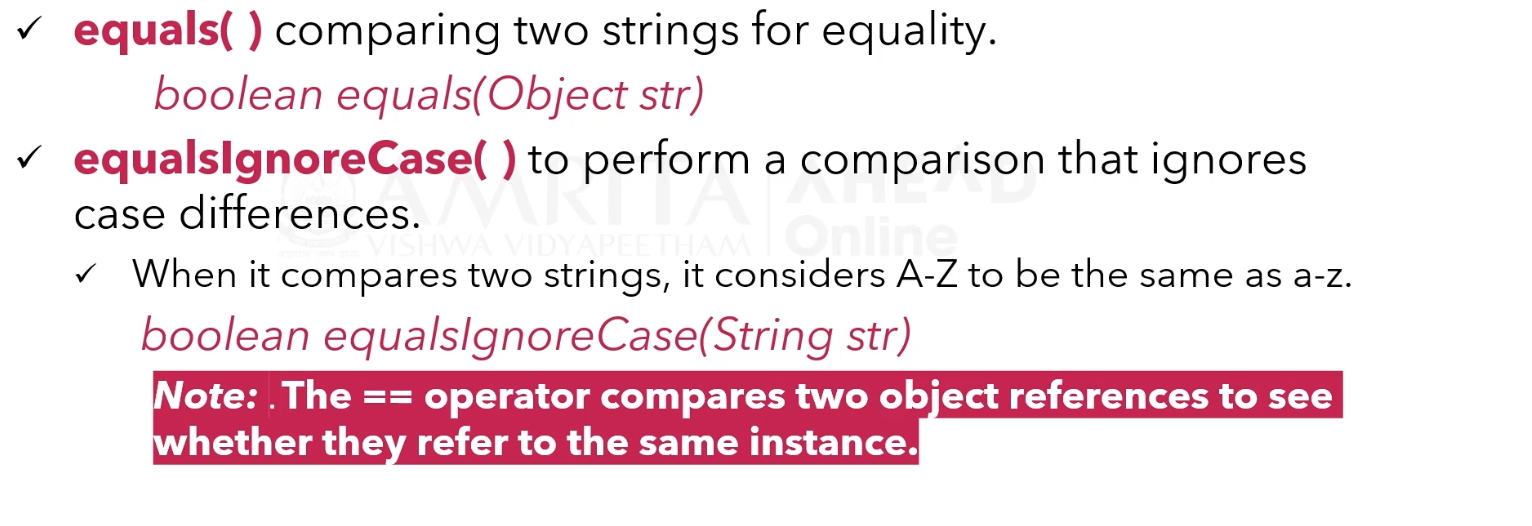 ✓ equals( ) comparing two strings for equality.
boolean equals(Object str)
✓ equalsIgnoreCase( ) to perform a comparison that ignores
case differences.
AMRITA AHEAD
VISHWA VIDYAPEETHAM Online
✓ When it compares two strings, it considers A-Z to be the same as a-z.
boolean equalsIgnoreCase(String str)
Note: . The == operator compares two object references to see
whether they refer to the same instance.